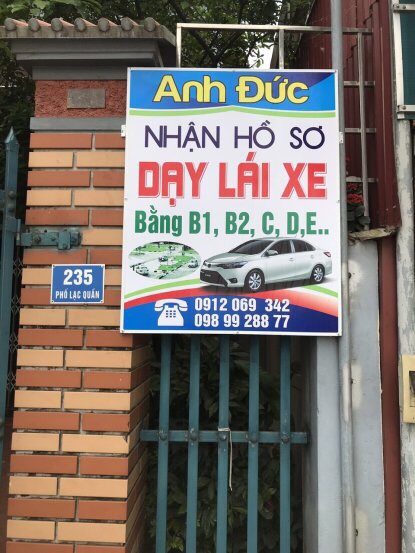 Anh Đức
NHẬN HỒ SƠ
DẠY LÁI XE
Bằng B1, B2, C, D,E..
0912 069 342
098 99 288 77
235
PHỐ LẠC QUẦN